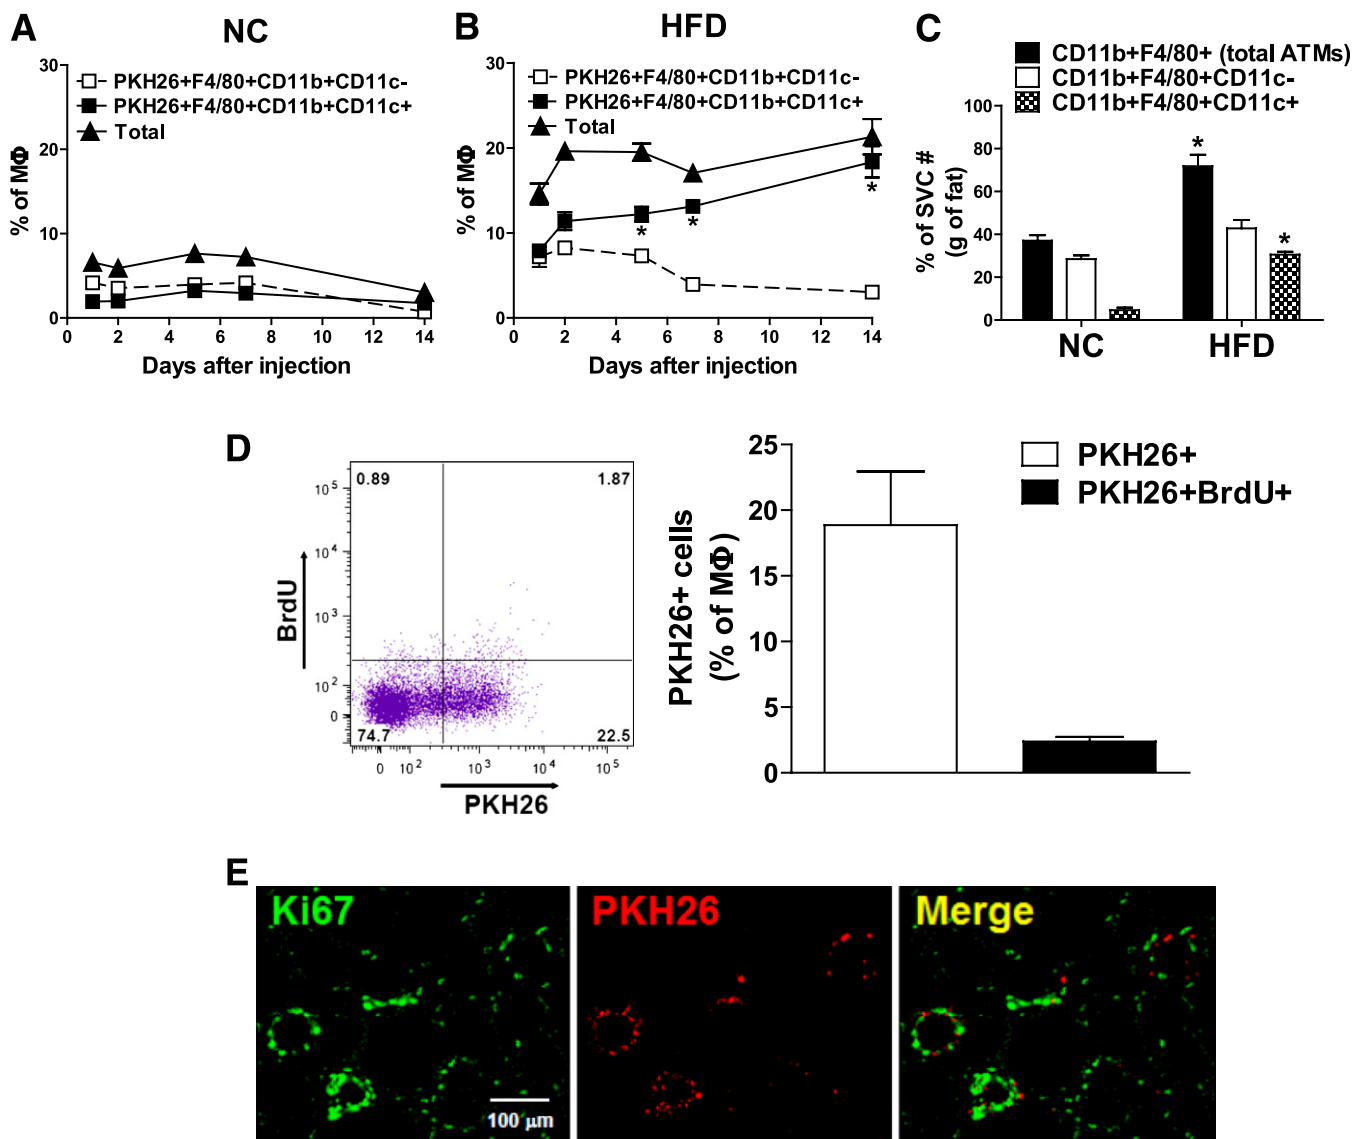 A
NC
PKH26+F4/80+CD11b+CD11c-
PKH26+F4/80+CD11b+CD11c+
Total
% of MΦ
30
20
10
0
0 2 4 6 8 10 12 14
Days after injection
B
HFD
PKH26+F4/80+CD11b+CD11c-
PKH26+F4/80+CD11b+CD11c+
Total
% of MΦ
30
20
10
0
* * *
0 2 4 6 8 10 12 14
Days after injection
C
CD11b+F4/80+ (total ATMs)
CD11b+F4/80+CD11c-
CD11b+F4/80+CD11c+
% of SVC #
(g of fat)
100
80
60
40
20
0
* *
NC HFD
D
0.89 1.87
74.7 22.5
BrdU
10^5
10^4
10^3
10^2
0
0 10^2 10^3 10^4 10^5
PKH26
PKH26+ cells
(% of MΦ)
25
20
15
10
5
0
PKH26+
PKH26+BrdU+
E
Ki67
100 μm
PKH26
Merge